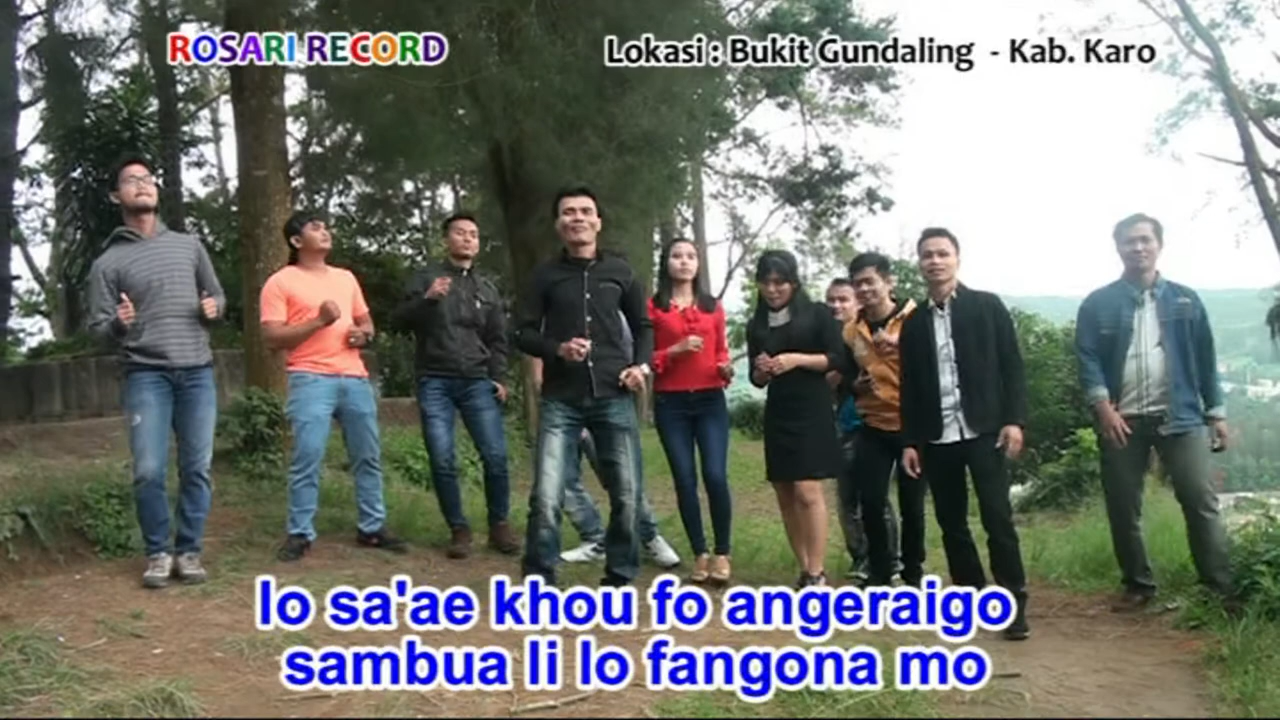 ROSARI RECORD
Lokasi : Bukit Gundaling - Kab. Karo
lo sa'ae khou fo angeraigo
sambua li lo fangona mo